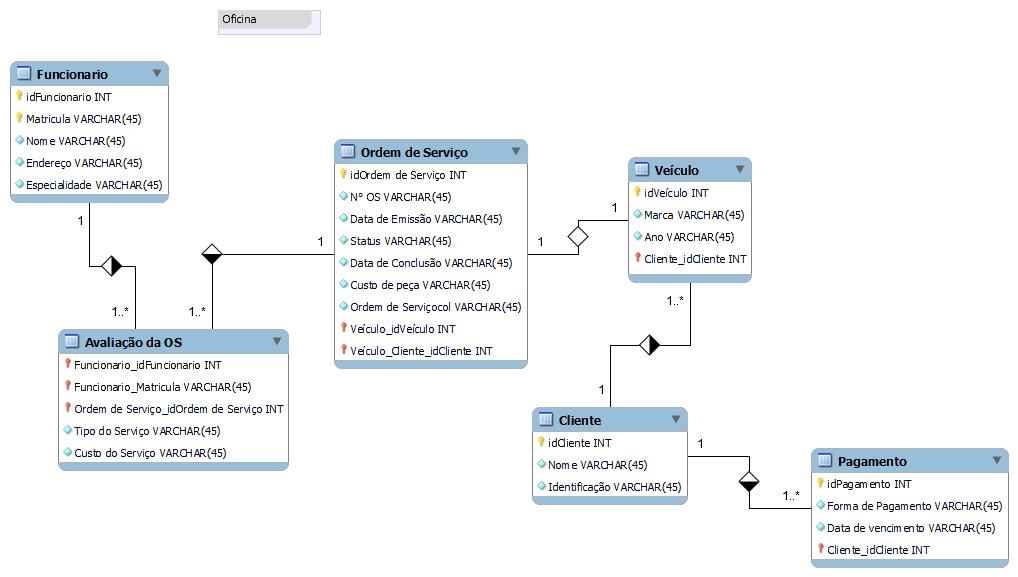 Oficina
Funcionario
idFuncionario INT
Matricula VARCHAR(45)
Nome VARCHAR(45)
Endereço VARCHAR(45)
Especialidade VARCHAR(45)
1
1..*
Ordem de Serviço
idOrdem de Serviço INT
Nº OS VARCHAR(45)
Data de Emissão VARCHAR(45)
Status VARCHAR(45)
Data de Conclusão VARCHAR(45)
Custo de peça VARCHAR(45)
Ordem de Serviçocol VARCHAR(45)
Veículo_idVeículo INT
Veículo_Cliente_idCliente INT
1
1..*
1
1
Veículo
idVeículo INT
Marca VARCHAR(45)
Ano VARCHAR(45)
Cliente_idCliente INT
1..*
1
Avaliação da OS
Funcionario_idFuncionario INT
Funcionario_Matricula VARCHAR(45)
Ordem de Serviço_idOrdem de Serviço INT
Tipo do Serviço VARCHAR(45)
Custo do Serviço VARCHAR(45)
Cliente
idCliente INT
Nome VARCHAR(45)
Identificação VARCHAR(45)
1
1..*
Pagamento
idPagamento INT
Forma de Pagamento VARCHAR(45)
Data de vencimento VARCHAR(45)
Cliente_idCliente INT